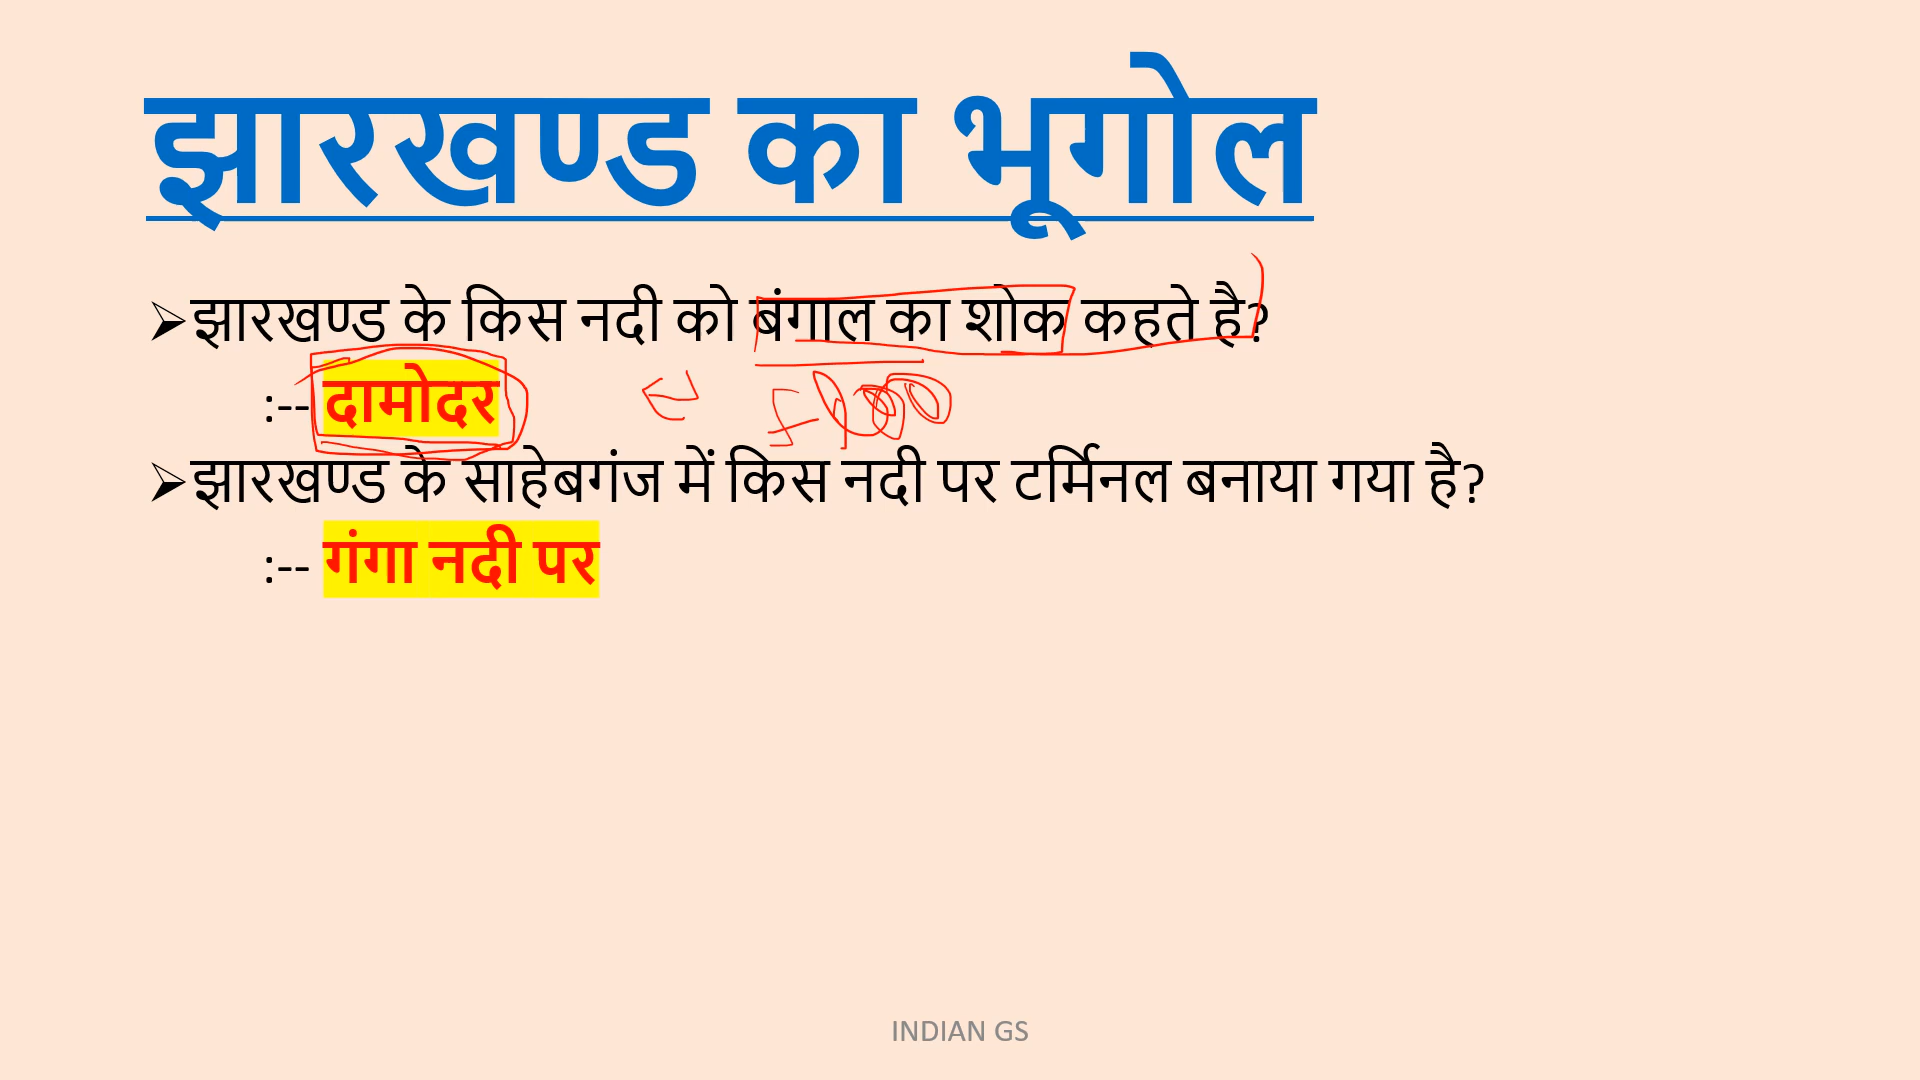 झारखण्ड का भूगोल
➢झारखण्ड के किस नदी को बंगाल का शोक कहते है?
:-- दामोदर
➢झारखण्ड के साहेबगंज में किस नदी पर टर्मिनल बनाया गया है?
:-- गंगा नदी पर
INDIAN GS